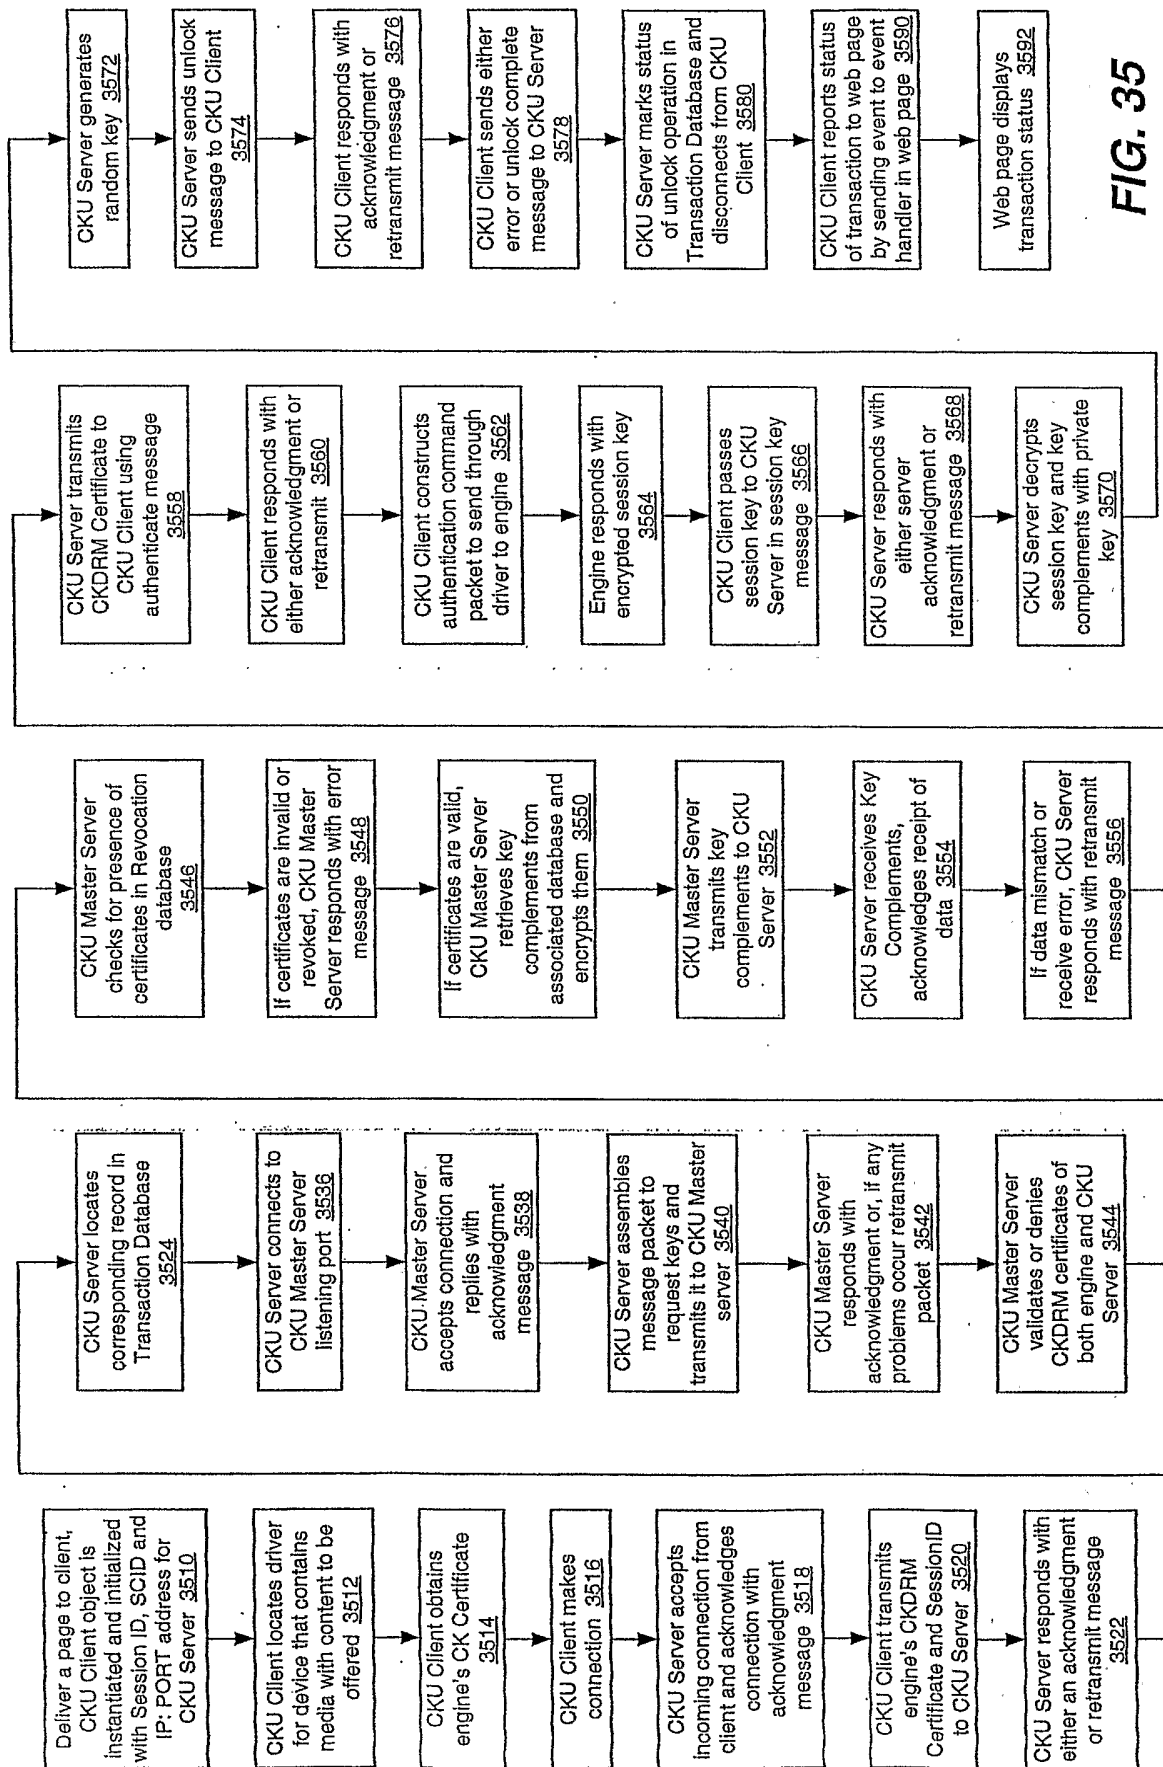 Deliver a page to client,
CKU Client object is
instantiated and initialized
with Session ID, SCID and
IP: PORT address for
CKU Server 3510
CKU Client locates driver
for device that contains
media with content to be
offered 3512
CKU Client obtains
engine's CK Certificate
3514
CKU Client makes
connection 3516
CKU Server accepts
incoming connection from
client and acknowledges
connection with
acknowledgment
message 3518
CKU Client transmits
engine's CKDRM
Certificate and SessionID
to CKU Server 3520
CKU Server responds with
either an acknowledgment
or retransmit message
3522
CKU Server locates
corresponding record in
Transaction Database
3524
CKU Server connects to
CKU Master Server
listening port 3536
CKU Master Server
accepts connection and
replies with
acknowledgment
message 3538
CKU Server assembles
message packet to
request keys and
transmits it to CKU Master
server 3540
CKU Master Server
responds with
acknowledgment or, if any
problems occur retransmit
packet 3542
CKU Master Server
validates or denies
CKDRM certificates of
both engine and CKU
Server 3544
CKU Master Server
checks for presence of
certificates in Revocation
database
3546
If certificates are invalid or
revoked, CKU Master
Server responds with error
message 3548
If certificates are valid,
CKU Master Server
retrieves key
complements from
associated database and
encrypts them 3550
CKU Master Server
transmits key
complements to CKU
Server 3552
CKU Server receives Key
Complements,
acknowledges receipt of
data 3554
If data mismatch or
receive error, CKU Server
responds with retransmit
message 3556
CKU Server transmits
CKDRM Certificate to
CKU Client using
authenticate message
3558
CKU Client responds with
either acknowledgment or
retransmit 3560
CKU Client constructs
authentication command
packet to send through
driver to engine 3562
Engine responds with
encrypted session key
3564
CKU Client passes
session key to CKU
Server in session key
message 3566
CKU Server responds with
either server
acknowledgment or
retransmit message 3568
CKU Server decrypts
session key and key
complements with private
key 3570
CKU Server generates
random key 3572
CKU Server sends unlock
message to CKU Client
3574
CKU Client responds with
acknowledgment or
retransmit message 3576
CKU Client sends either
error or unlock complete
message to CKU Server
3578
CKU Server marks status
of unlock operation in
Transaction Database and
disconnects from CKU
Client 3580
CKU Client reports status
of transaction to web page
by sending event to event
handler in web page 3590
Web page displays
transaction status 3592
FIG. 35